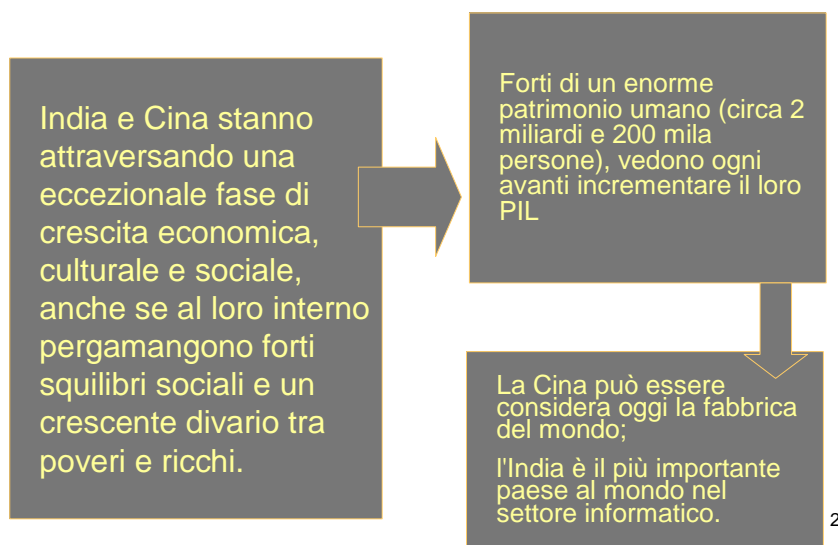 India e Cina stanno
attraversando una
eccezionale fase di
crescita economica,
culturale e sociale,
anche se al loro interno
pergamangono forti
squilibri sociali e un
crescente divario tra
poveri e ricchi.
Forti di un enorme
patrimonio umano (circa 2
miliardi e 200 mila
persone), vedono ogni
avanti incrementare il loro
PIL
La Cina può essere
considera oggi la fabbrica
del mondo;
l'India è il più importante
paese al mondo nel
settore informatico.
2